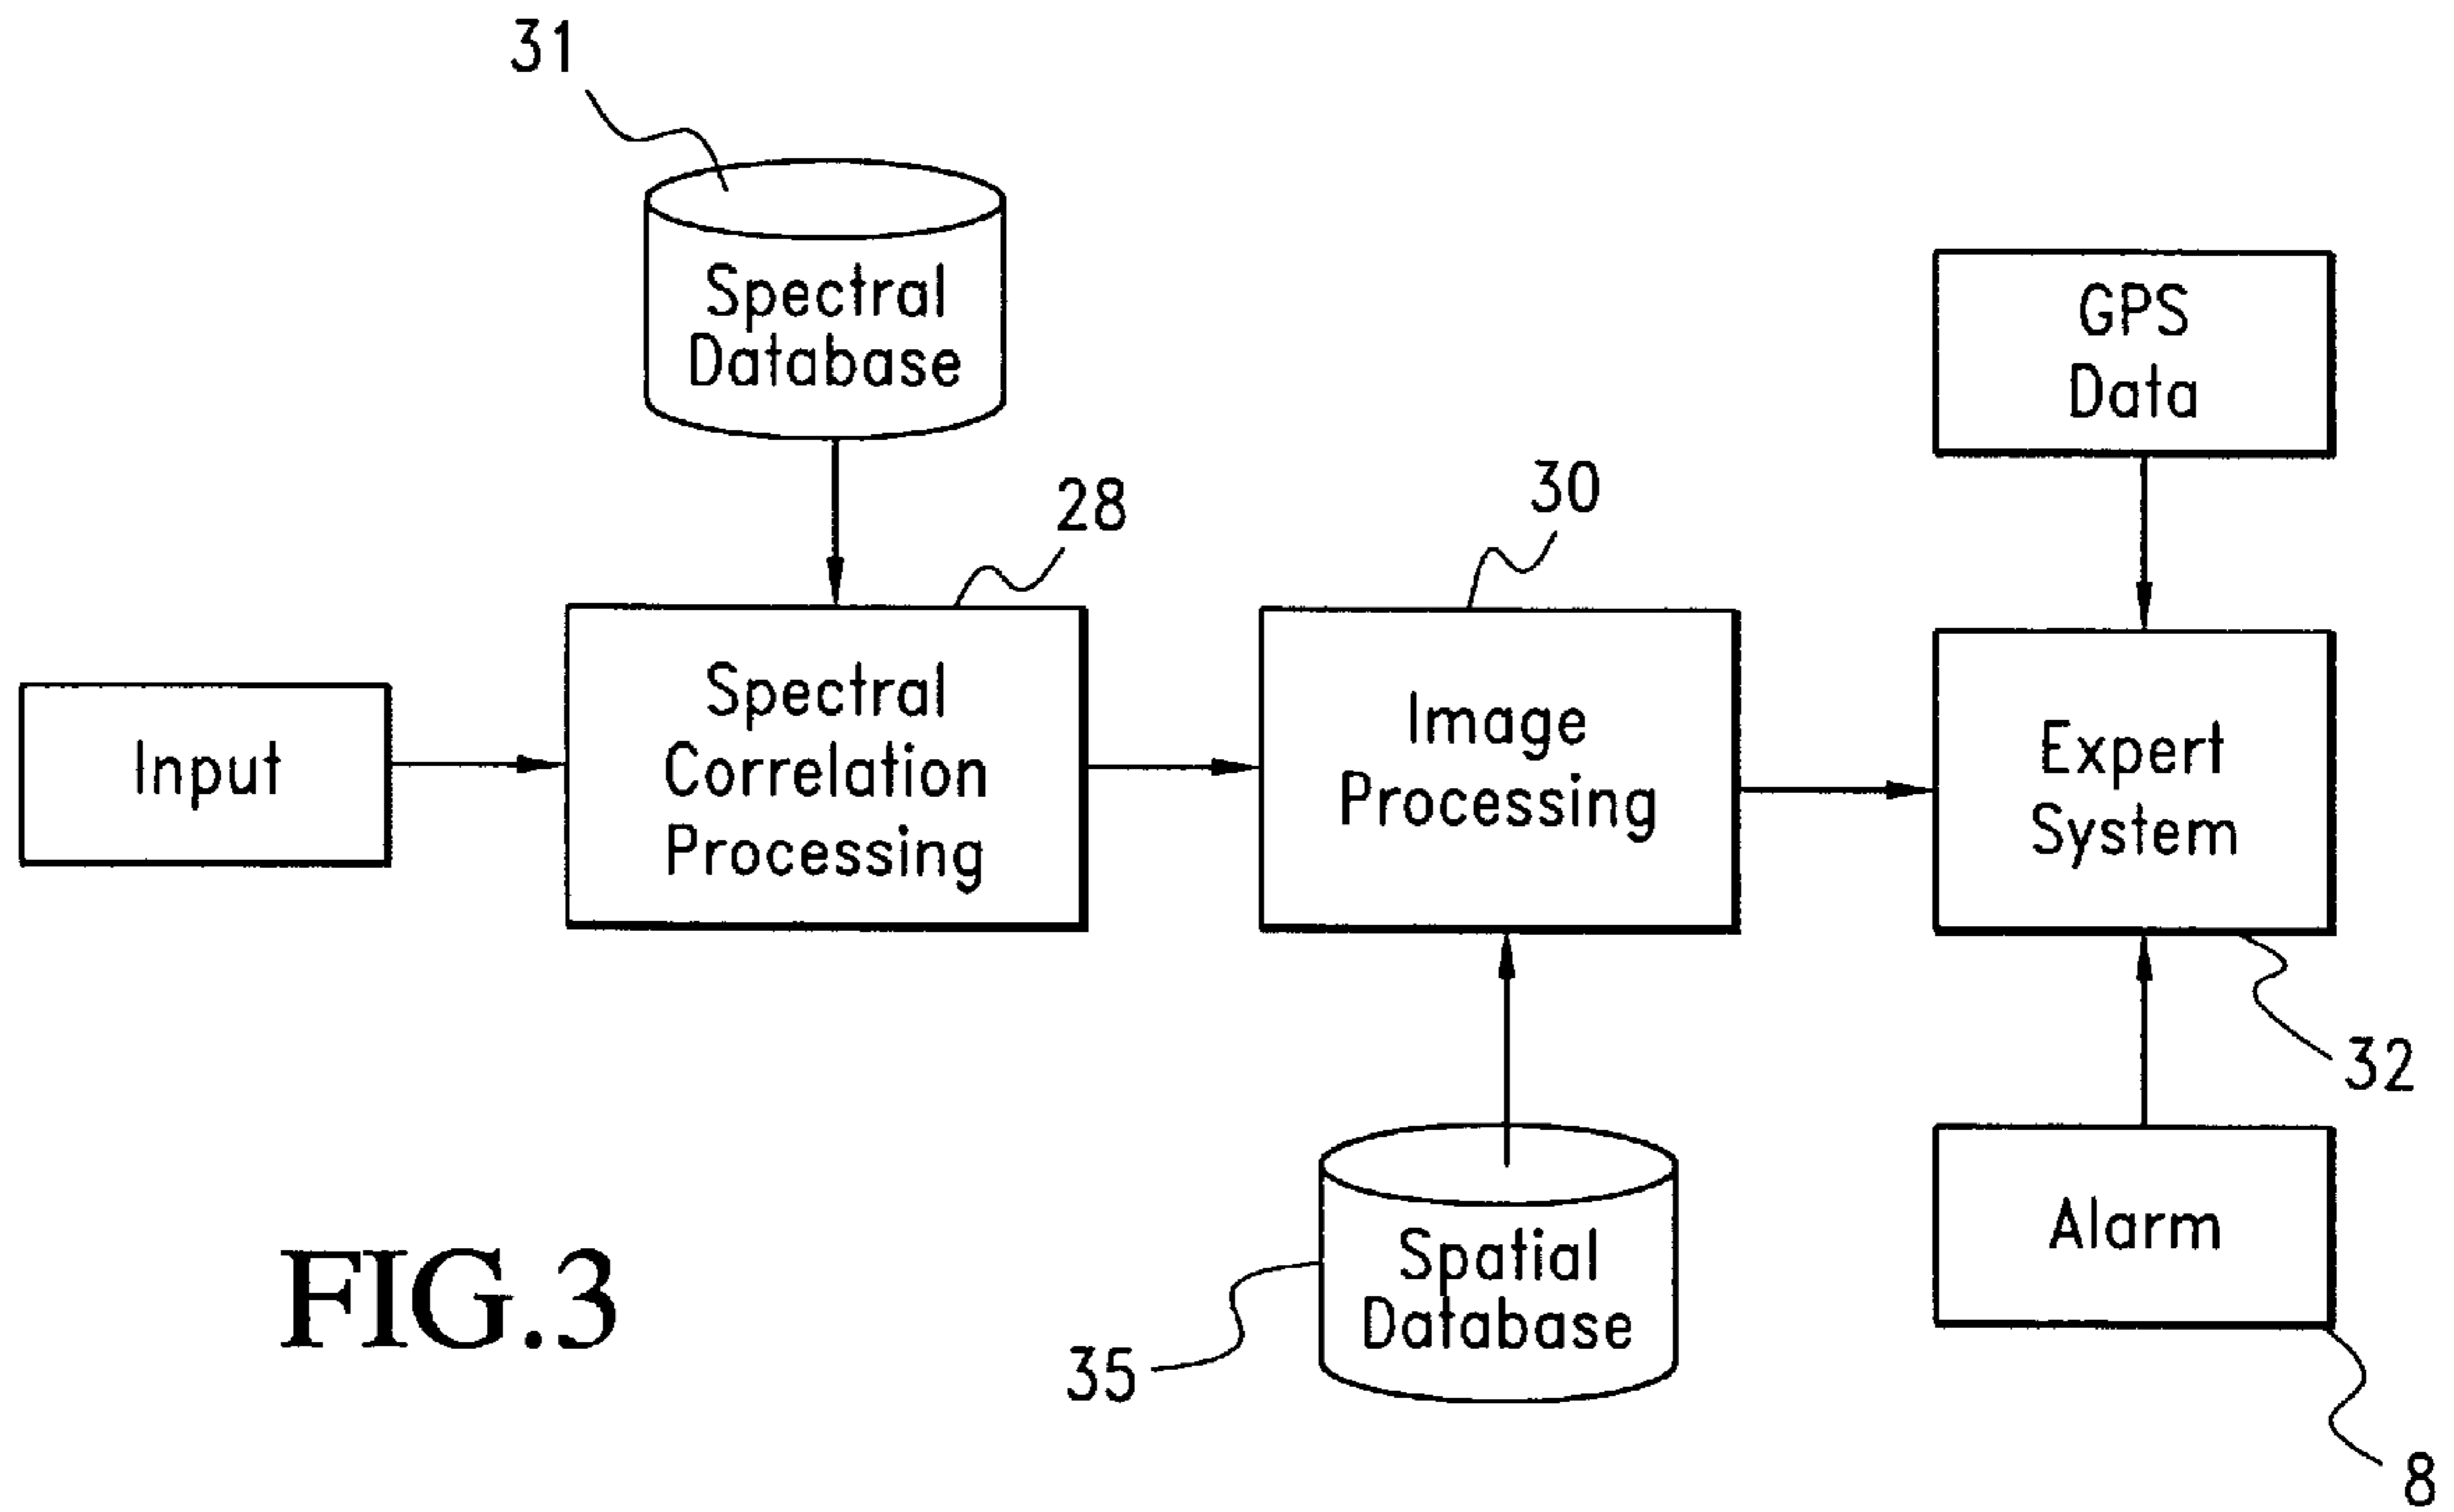 31
Spectral
Database
GPS
Data
28
30
Input
Spectral
Correlation
Processing
Image
Processing
Expert
System
32
Spatial
Database
35
Alarm
8
FIG.3